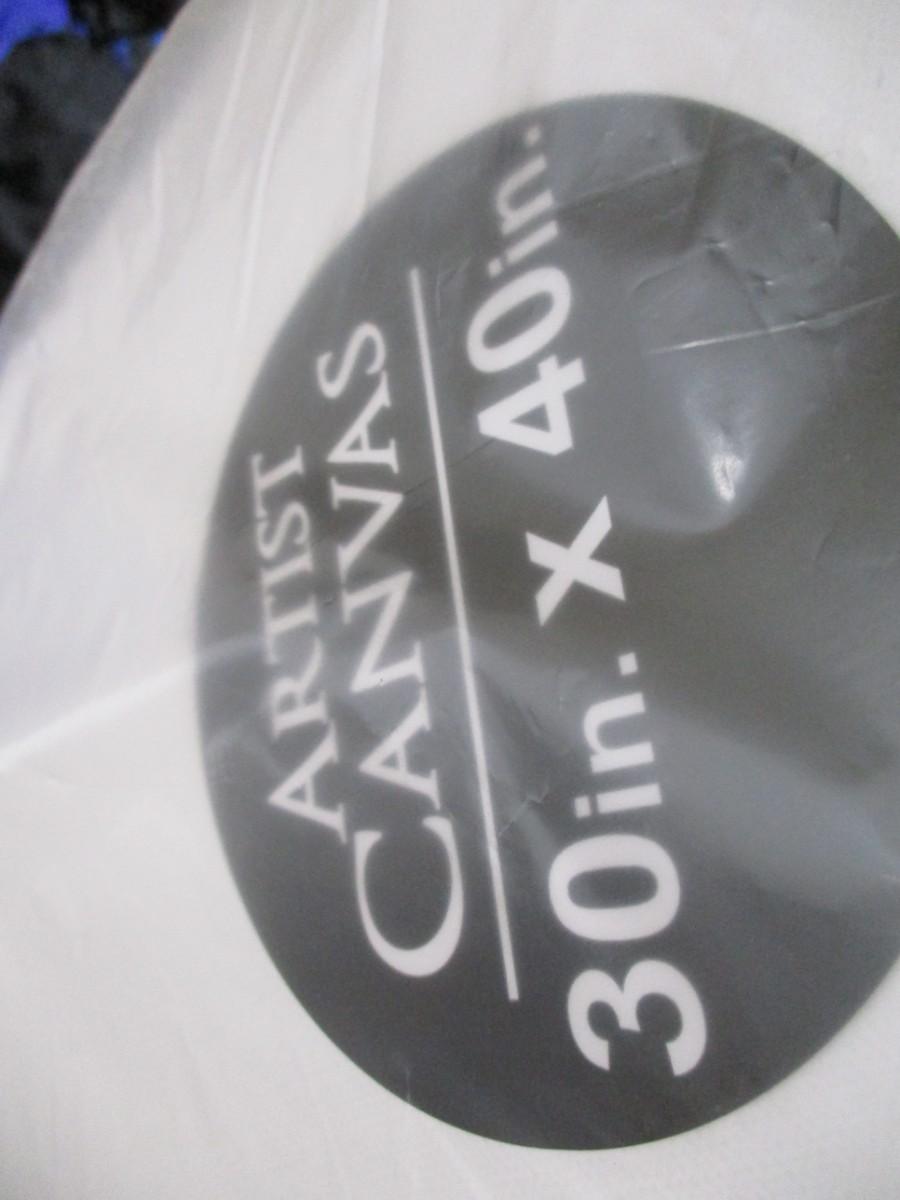 ARTIST
CANVAS
30in. x 40in.